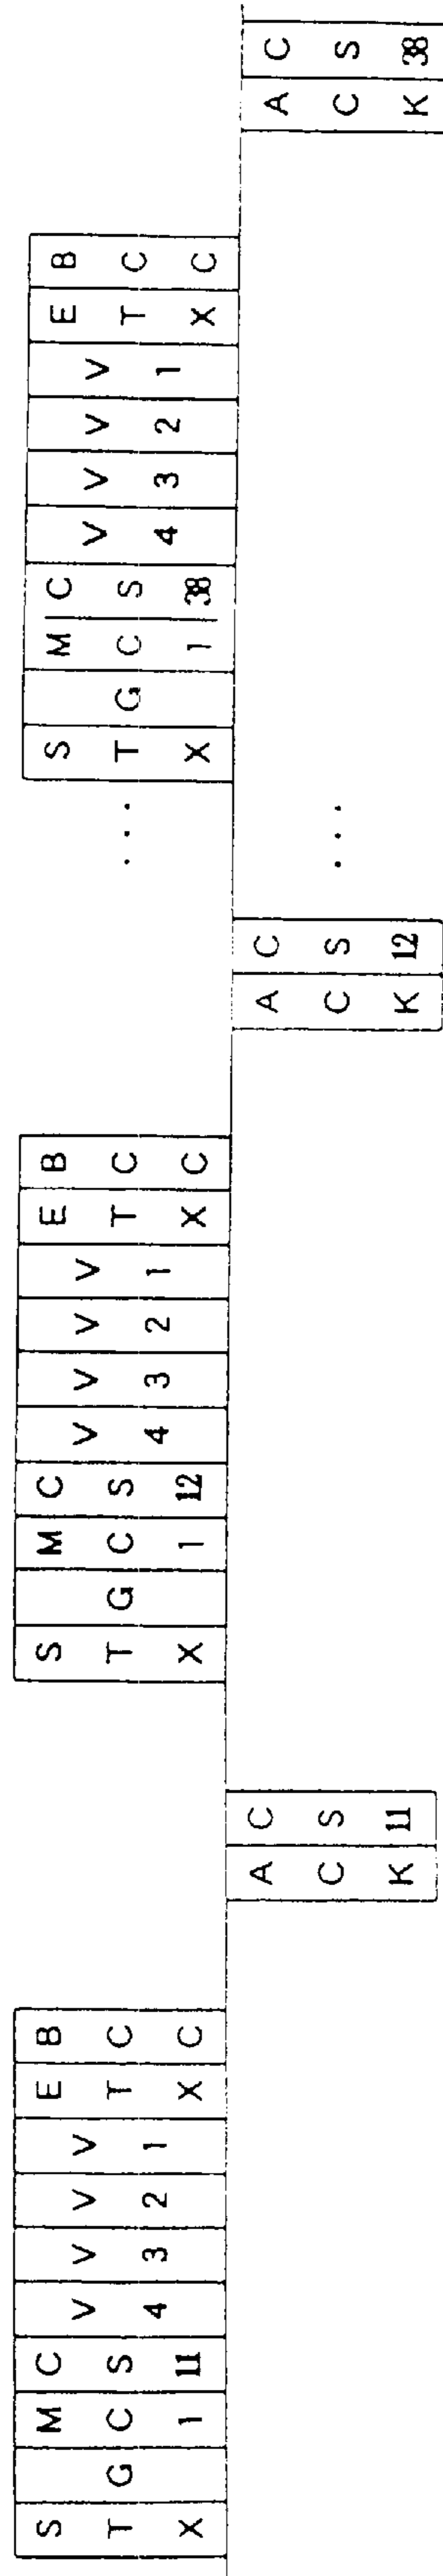 STX G MC1 CS11 V4 V3 V2 V1 ETX BCC
ACK CS11
STX G MC1 CS12 V4 V3 V2 V1 ETX BCC
ACK CS12
...
...
STX G MC1 CS38 V4 V3 V2 V1 ETX BCC
ACK CS38